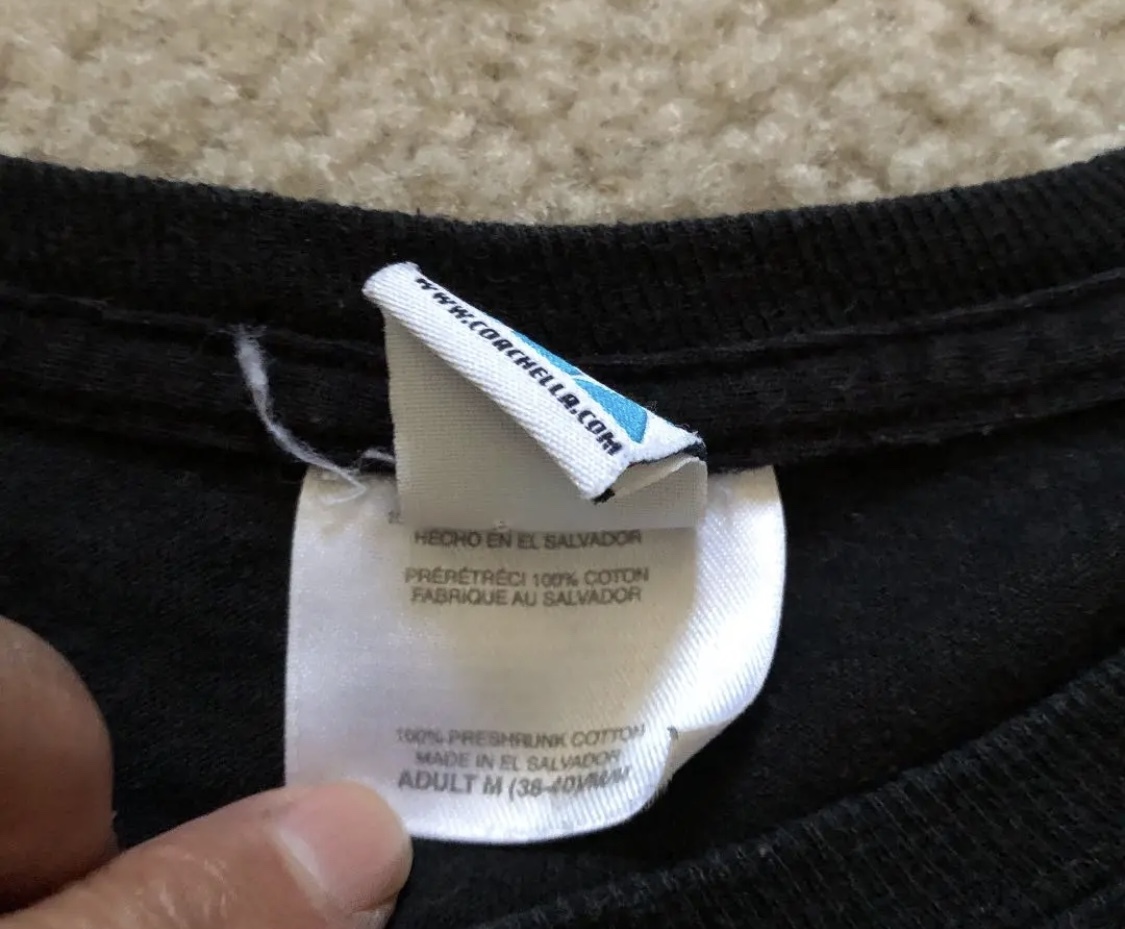 WWW.COACHELLA.COM
HECHO EN EL SALVADOR
PRÉRÉTRÉCI 100% COTON
FABRIQUE AU SALVADOR
100% PRESHRUNK COTTON
MADE IN EL SALVADOR
ADULT M (38-40)/M/M